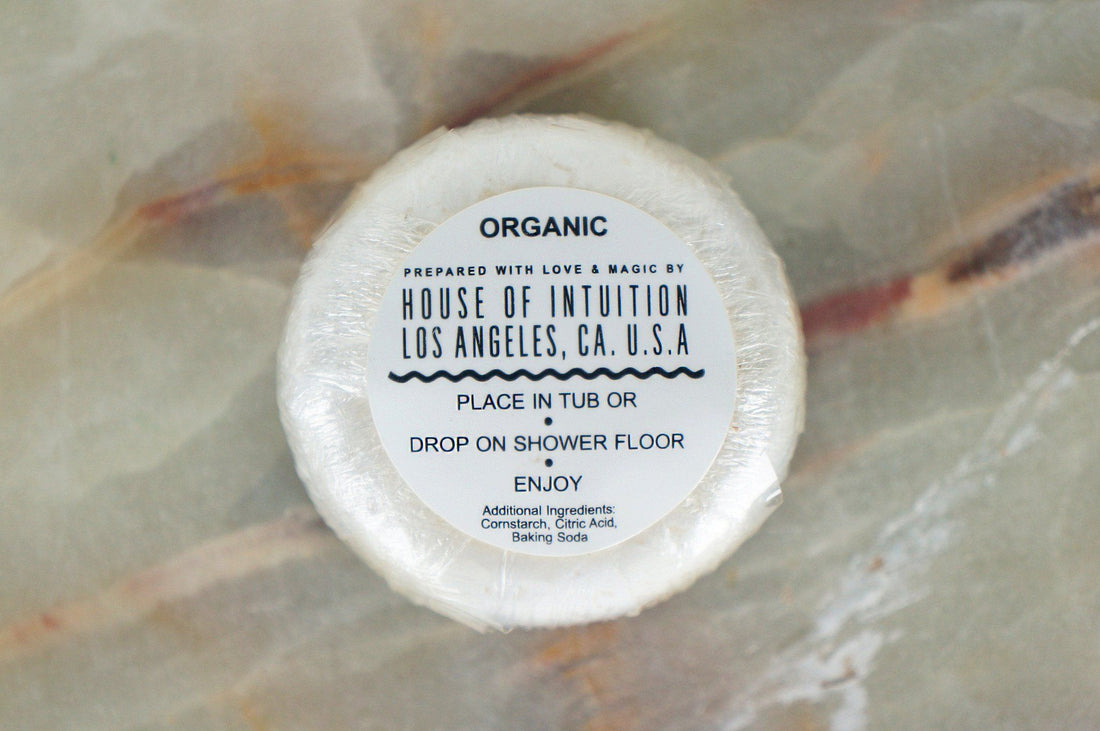 ORGANIC
PREPARED WITH LOVE & MAGIC BY
HOUSE OF INTUITION
LOS ANGELES, CA. U.S.A
PLACE IN TUB OR
•
DROP ON SHOWER FLOOR
•
ENJOY
Additional Ingredients:
Cornstarch, Citric Acid,
Baking Soda